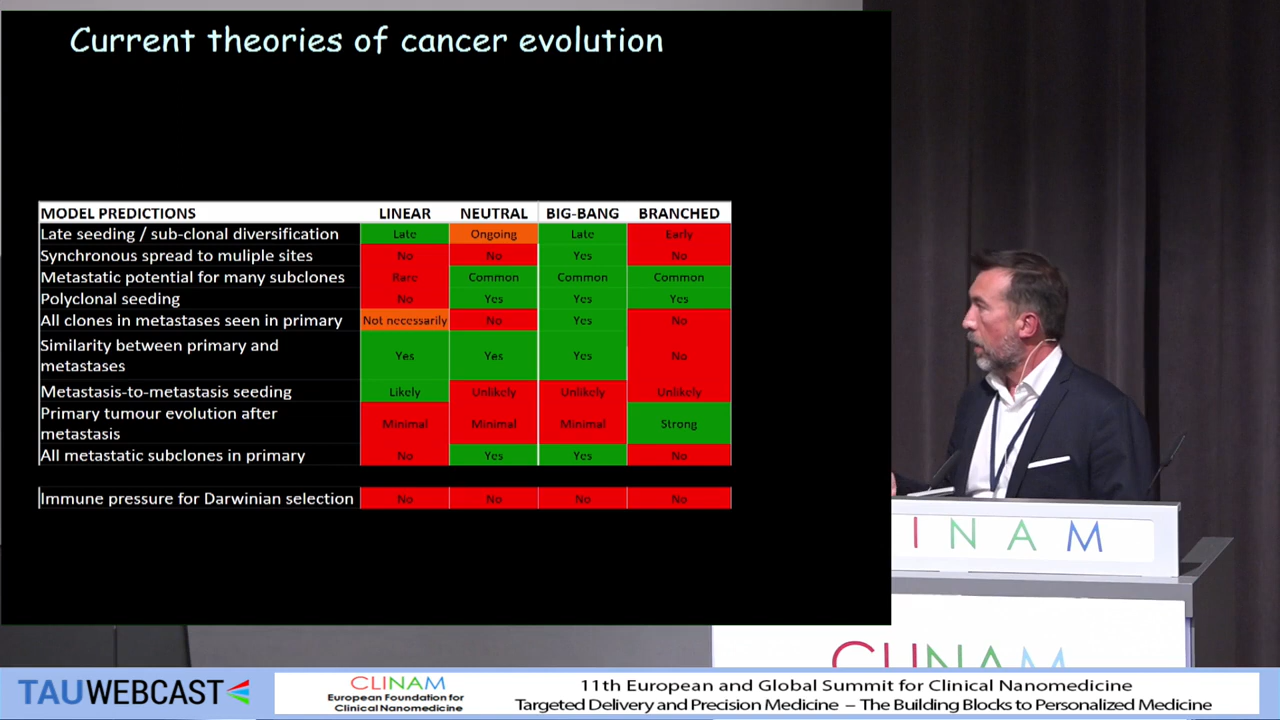 Current theories of cancer evolution
MODEL PREDICTIONS LINEAR NEUTRAL BIG-BANG BRANCHED
Late seeding / sub-clonal diversification Late Ongoing Late Early
Synchronous spread to muliple sites No No Yes No
Metastatic potential for many subclones Rare Common Common Common
Polyclonal seeding No Yes Yes Yes
All clones in metastases seen in primary Not necessarily No Yes No
Similarity between primary and
metastases Yes Yes Yes No
Metastasis-to-metastasis seeding Likely Unlikely Unlikely Unlikely
Primary tumour evolution after
metastasis Minimal Minimal Minimal Strong
All metastatic subclones in primary No Yes Yes No
Immune pressure for Darwinian selection No No No No
I N A M
CLINAM
TAUWEBCAST
CLINAM
European Foundation for
Clinical Nanomedicine
11th European and Global Summit for Clinical Nanomedicine
Targeted Delivery and Precision Medicine – The Building Blocks to Personalized Medicine